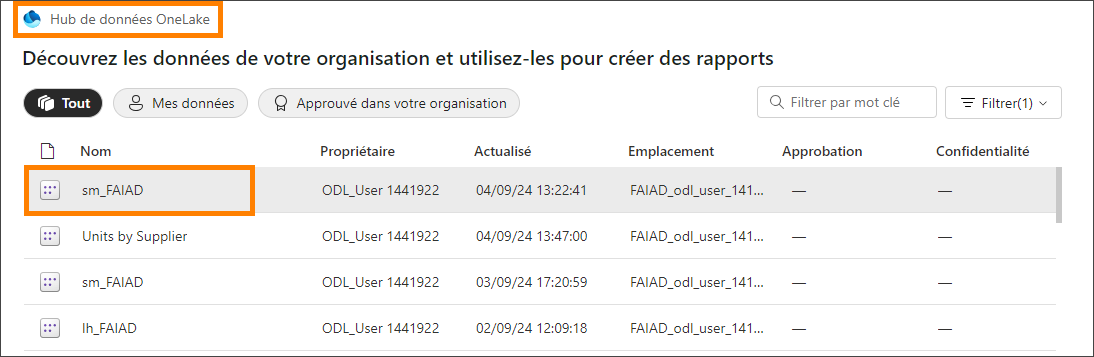 Hub de données OneLake
Découvrez les données de votre organisation et utilisez-les pour créer des rapports
Tout Mes données Approuvé dans votre organisation Filtrer par mot clé Filtrer(1)
Nom Propriétaire Actualisé Emplacement Approbation Confidentialité
sm_FAIAD ODL_User 1441922 04/09/24 13:22:41 FAIAD_odl_user_141... — —
Units by Supplier ODL_User 1441922 04/09/24 13:47:00 FAIAD_odl_user_141... — —
sm_FAIAD ODL_User 1441922 03/09/24 17:20:59 FAIAD_odl_user_141... — —
lh_FAIAD ODL_User 1441922 02/09/24 12:09:18 FAIAD_odl_user_141... — —